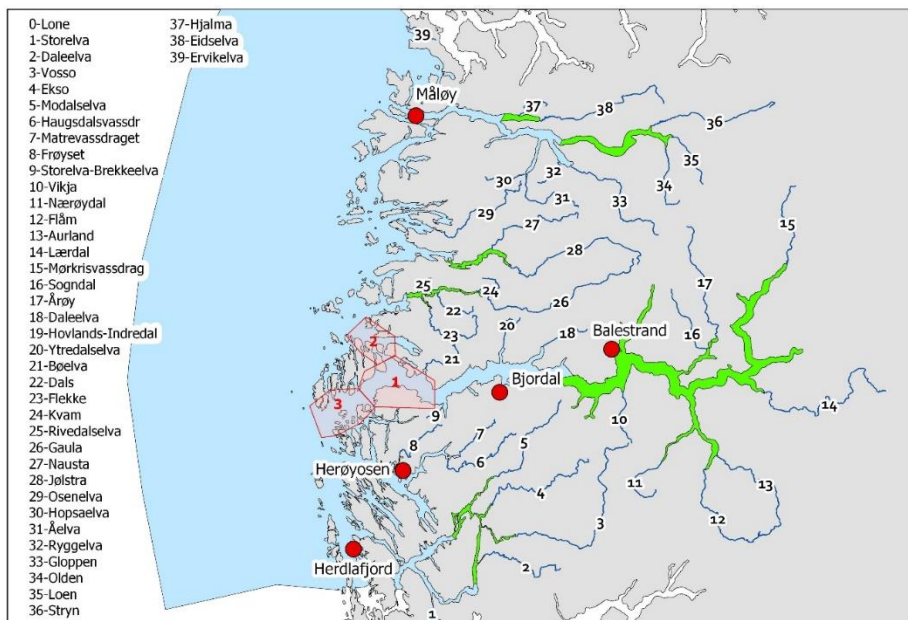 0-Lone
1-Storelva
2-Daleelva
3-Vosso
4-Ekso
5-Modalselva
6-Haugsdalsvassdr
7-Matrevassdraget
8-Frøyset
9-Storelva-Brekkeelva
10-Vikja
11-Nærøydal
12-Flåm
13-Aurland
14-Lærdal
15-Mørkrisvassdrag
16-Sogndal
17-Årøy
18-Daleelva
19-Hovlands-Indredal
20-Ytredalselva
21-Bøelva
22-Dals
23-Flekke
24-Kvam
25-Rivedalselva
26-Gaula
27-Nausta
28-Jølstra
29-Osenelva
30-Hopsaelva
31-Åelva
32-Ryggelva
33-Gloppen
34-Olden
35-Loen
36-Stryn
37-Hjalma
38-Eidselva
39-Ervikelva
39
Måløy
37
38
36
35
34
32
30
31
33
29
27
28
15
25
24
22
26
17
23
20
18
Balestrand
16
2
21
1
Bjordal
3
14
9
10
7
5
8
6
Herøyosen
4
11
13
3
12
Herdlafjord
2
1